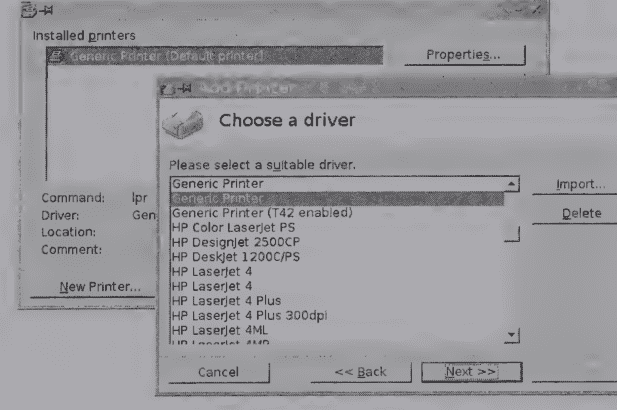 Installed printers
Generic Printer (Default printer)
Properties...
Add Printer
Choose a driver
Please select a suitable driver.
Generic Printer
Generic Printer
Generic Printer (T42 enabled)
HP Color LaserJet PS
HP DesignJet 2500CP
HP DeskJet 1200C/PS
HP LaserJet 4
HP LaserJet 4
HP LaserJet 4 Plus
HP LaserJet 4 Plus 300dpi
HP LaserJet 4ML
HP LaserJet 4MP
Import...
Delete
Command: lpr
Driver: Gen
Location:
Comment:
New Printer...
Cancel
<< Back
Next >>